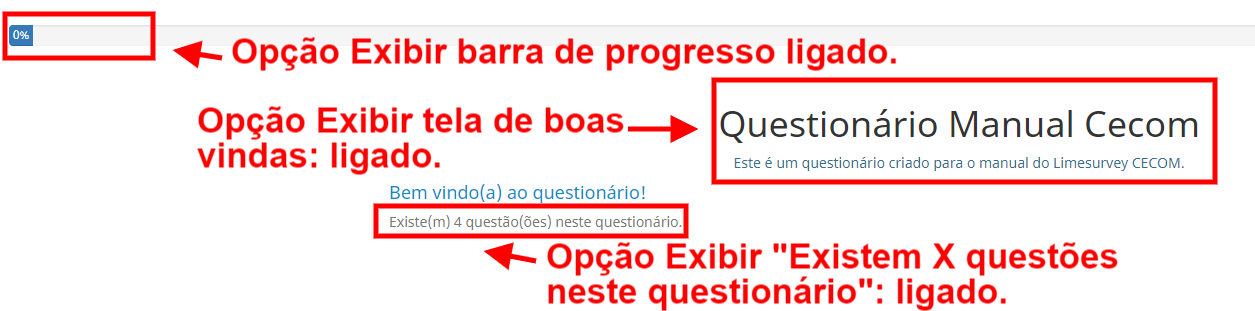 0%
Opção Exibir barra de progresso ligado.
Opção Exibir tela de boas
vindas: ligado.
Questionário Manual Cecom
Este é um questionário criado para o manual do Limesurvey CECOM.
Bem vindo(a) ao questionário!
Existe(m) 4 questão(ões) neste questionário.
Opção Exibir "Existem X questões
neste questionário": ligado.